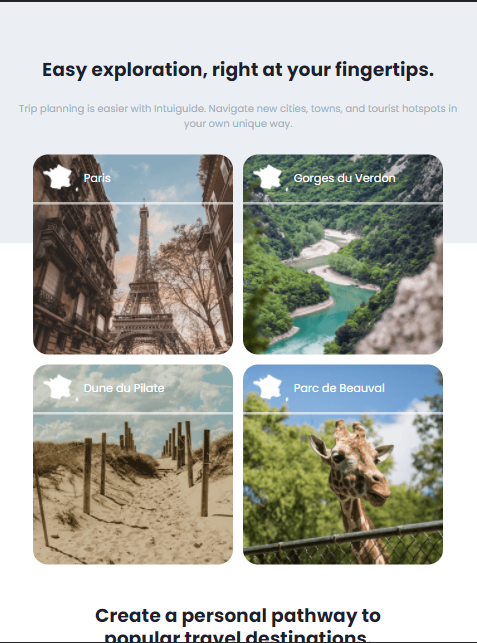 Easy exploration, right at your fingertips.
Trip planning is easier with Intuiguide. Navigate new cities, towns, and tourist hotspots in
your own unique way.
Paris
Gorges du Verdon
Dune du Pilate
Parc de Beauval
Create a personal pathway to
popular travel destinations.